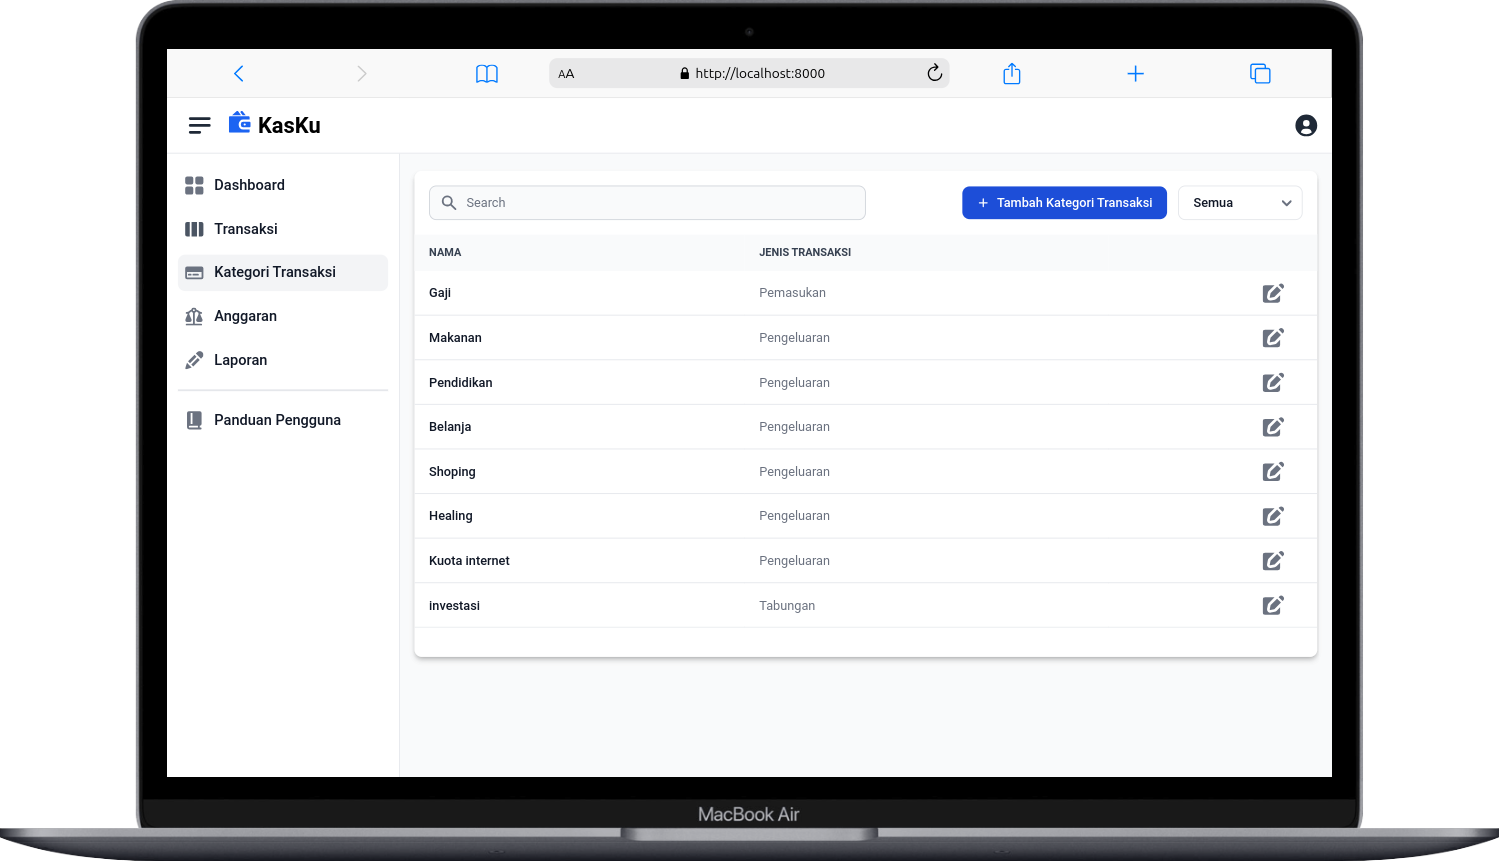 AA http://localhost:8000
KasKu
Dashboard
Transaksi
Kategori Transaksi
Anggaran
Laporan
Panduan Pengguna
Search + Tambah Kategori Transaksi Semua
NAMA JENIS TRANSAKSI
Gaji Pemasukan
Makanan Pengeluaran
Pendidikan Pengeluaran
Belanja Pengeluaran
Shoping Pengeluaran
Healing Pengeluaran
Kuota internet Pengeluaran
investasi Tabungan
MacBook Air